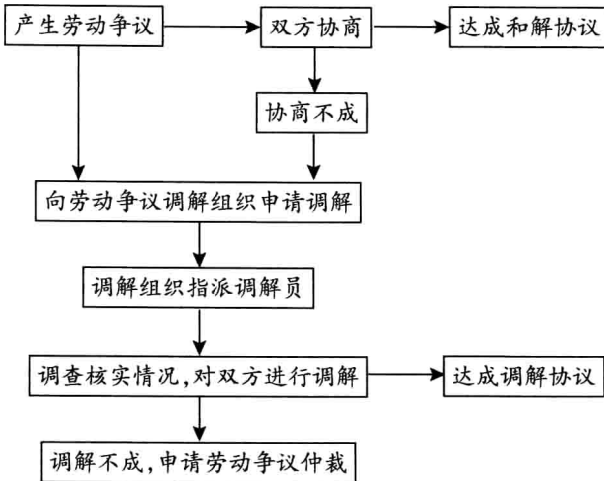 产生劳动争议
双方协商
达成和解协议
协商不成
向劳动争议调解组织申请调解
调解组织指派调解员
调查核实情况,对双方进行调解
达成调解协议
调解不成,申请劳动争议仲裁